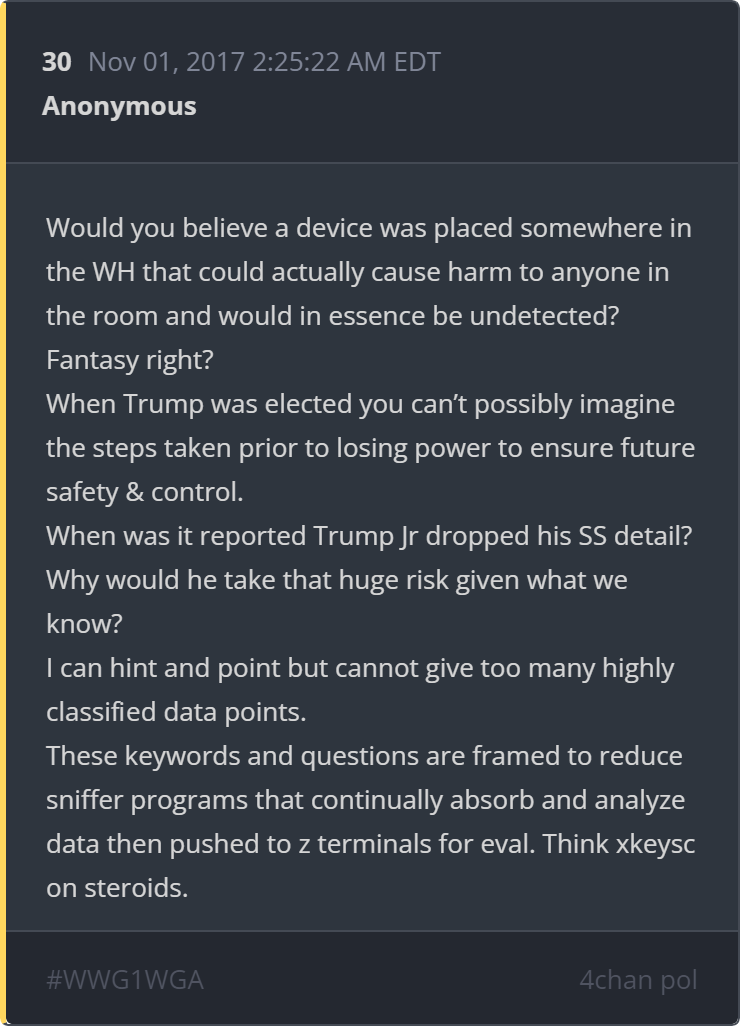 30 Nov 01, 2017 2:25:22 AM EDT
Anonymous
Would you believe a device was placed somewhere in
the WH that could actually cause harm to anyone in
the room and would in essence be undetected?
Fantasy right?
When Trump was elected you can’t possibly imagine
the steps taken prior to losing power to ensure future
safety & control.
When was it reported Trump Jr dropped his SS detail?
Why would he take that huge risk given what we
know?
I can hint and point but cannot give too many highly
classified data points.
These keywords and questions are framed to reduce
sniffer programs that continually absorb and analyze
data then pushed to z terminals for eval. Think xkeysc
on steroids.
#WWG1WGA 4chan pol